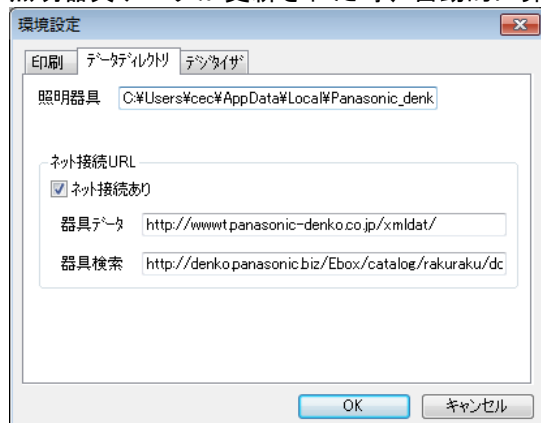 環境設定
印刷 データディレクトリ デジタイザ
照明器具 C:¥Users¥cec¥AppData¥Local¥Panasonic_denk
ネット接続URL
ネット接続あり
器具データ http://wwwt.panasonic-denko.co.jp/xmldat/
器具検索 http://denko.panasonic.biz/Ebox/catalog/rakuraku/dc
OK キャンセル